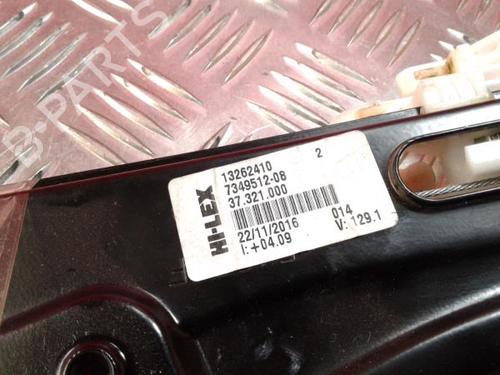 B-PARTS
HI-LEX
13262410 2
7349512-08
37.321.000
22/11/2016 014
I:+04.09 V: 129.1